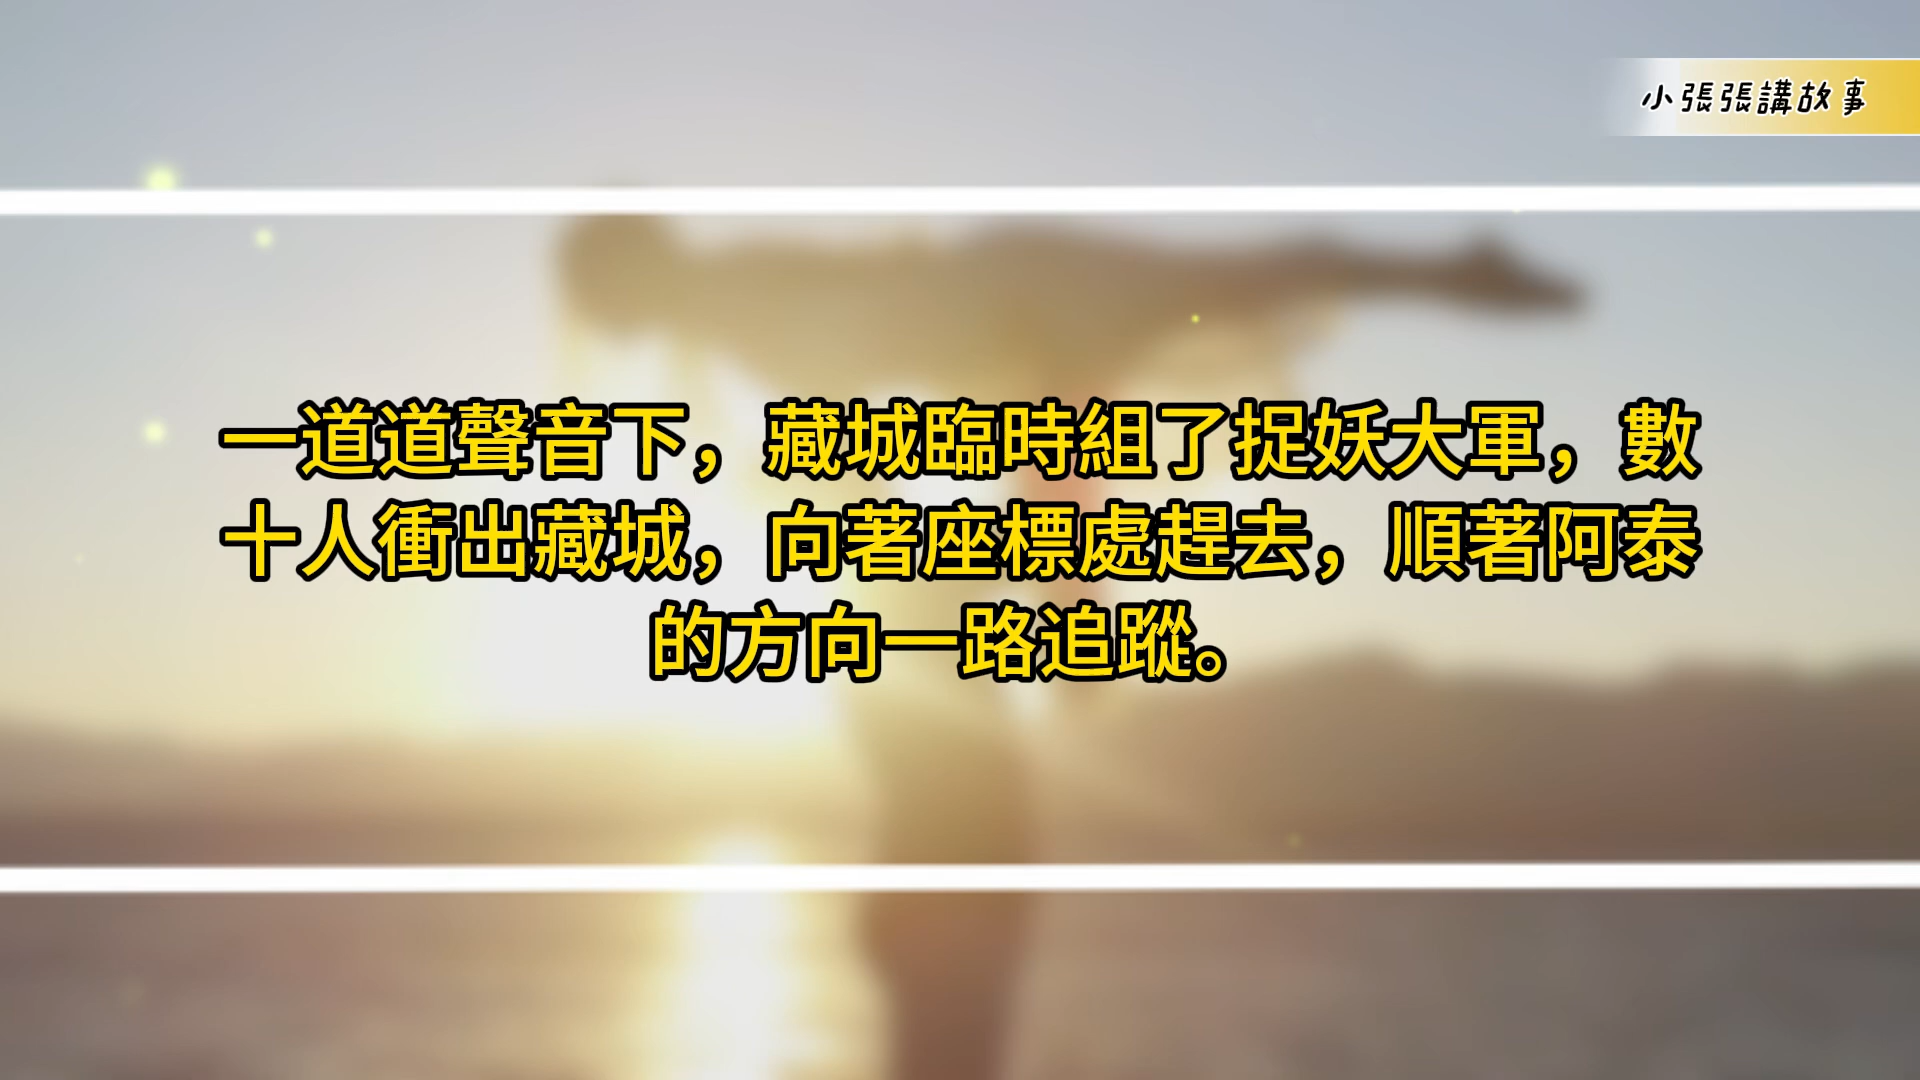 小張張講故事
一道道聲音下，藏城臨時組了捉妖大軍，數
十人衝出藏城，向著座標處趕去，順著阿泰
的方向一路追蹤。